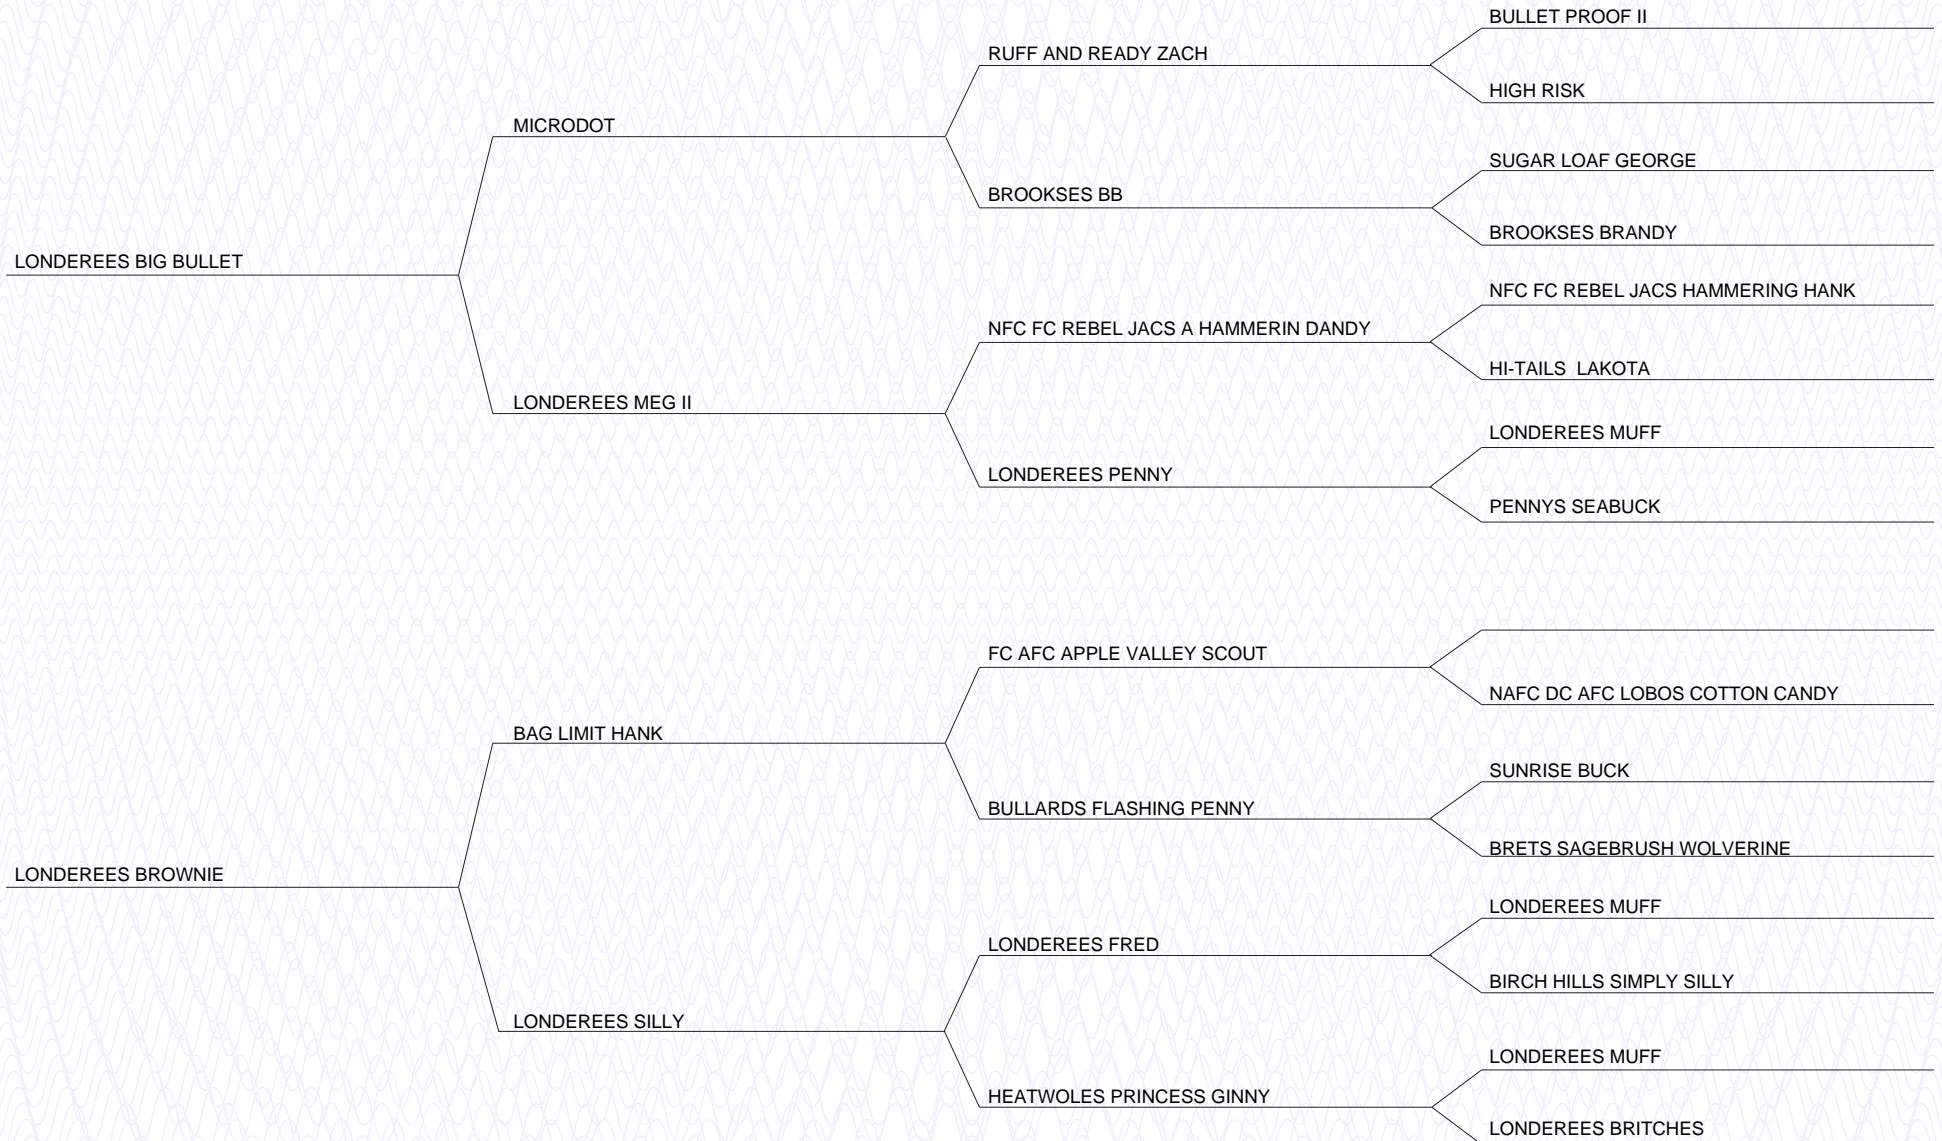 BULLET PROOF II
RUFF AND READY ZACH
HIGH RISK
MICRODOT
SUGAR LOAF GEORGE
BROOKSES BB
BROOKSES BRANDY
LONDEREES BIG BULLET
NFC FC REBEL JACS HAMMERING HANK
NFC FC REBEL JACS A HAMMERIN DANDY
HI-TAILS  LAKOTA
LONDEREES MEG II
LONDEREES MUFF
LONDEREES PENNY
PENNYS SEABUCK
FC AFC APPLE VALLEY SCOUT
NAFC DC AFC LOBOS COTTON CANDY
BAG LIMIT HANK
SUNRISE BUCK
BULLARDS FLASHING PENNY
BRETS SAGEBRUSH WOLVERINE
LONDEREES BROWNIE
LONDEREES MUFF
LONDEREES FRED
BIRCH HILLS SIMPLY SILLY
LONDEREES SILLY
LONDEREES MUFF
HEATWOLES PRINCESS GINNY
LONDEREES BRITCHES